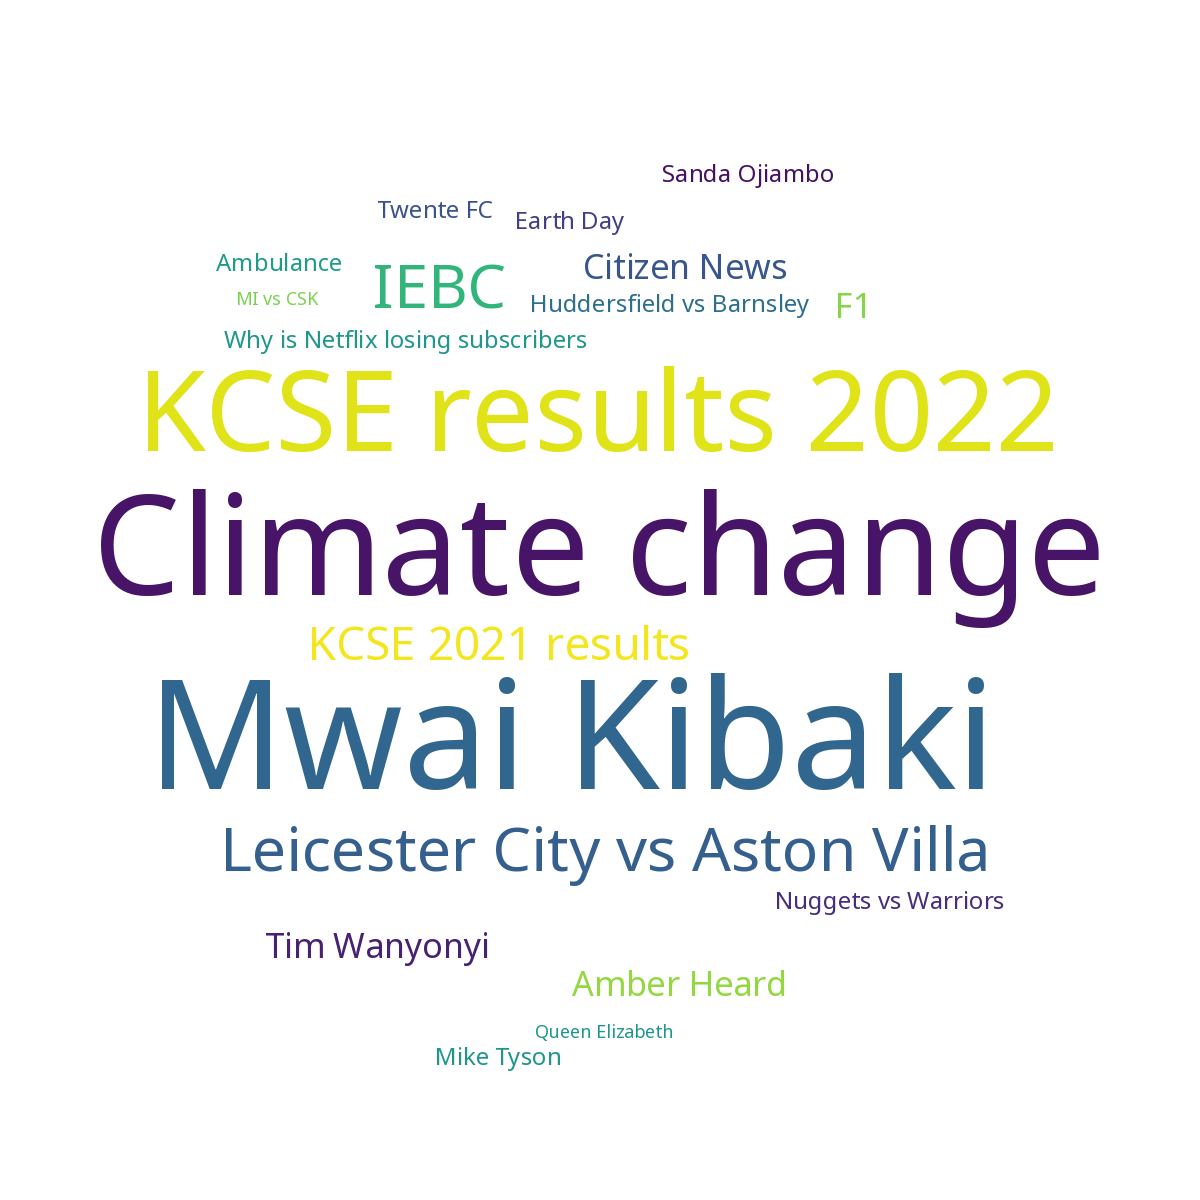 Sanda Ojiambo
Twente FC
Earth Day
Ambulance
IEBC
Citizen News
MI vs CSK
Huddersfield vs Barnsley
F1
Why is Netflix losing subscribers
KCSE results 2022
Climate change
KCSE 2021 results
Mwai Kibaki
Leicester City vs Aston Villa
Nuggets vs Warriors
Tim Wanyonyi
Amber Heard
Queen Elizabeth
Mike Tyson